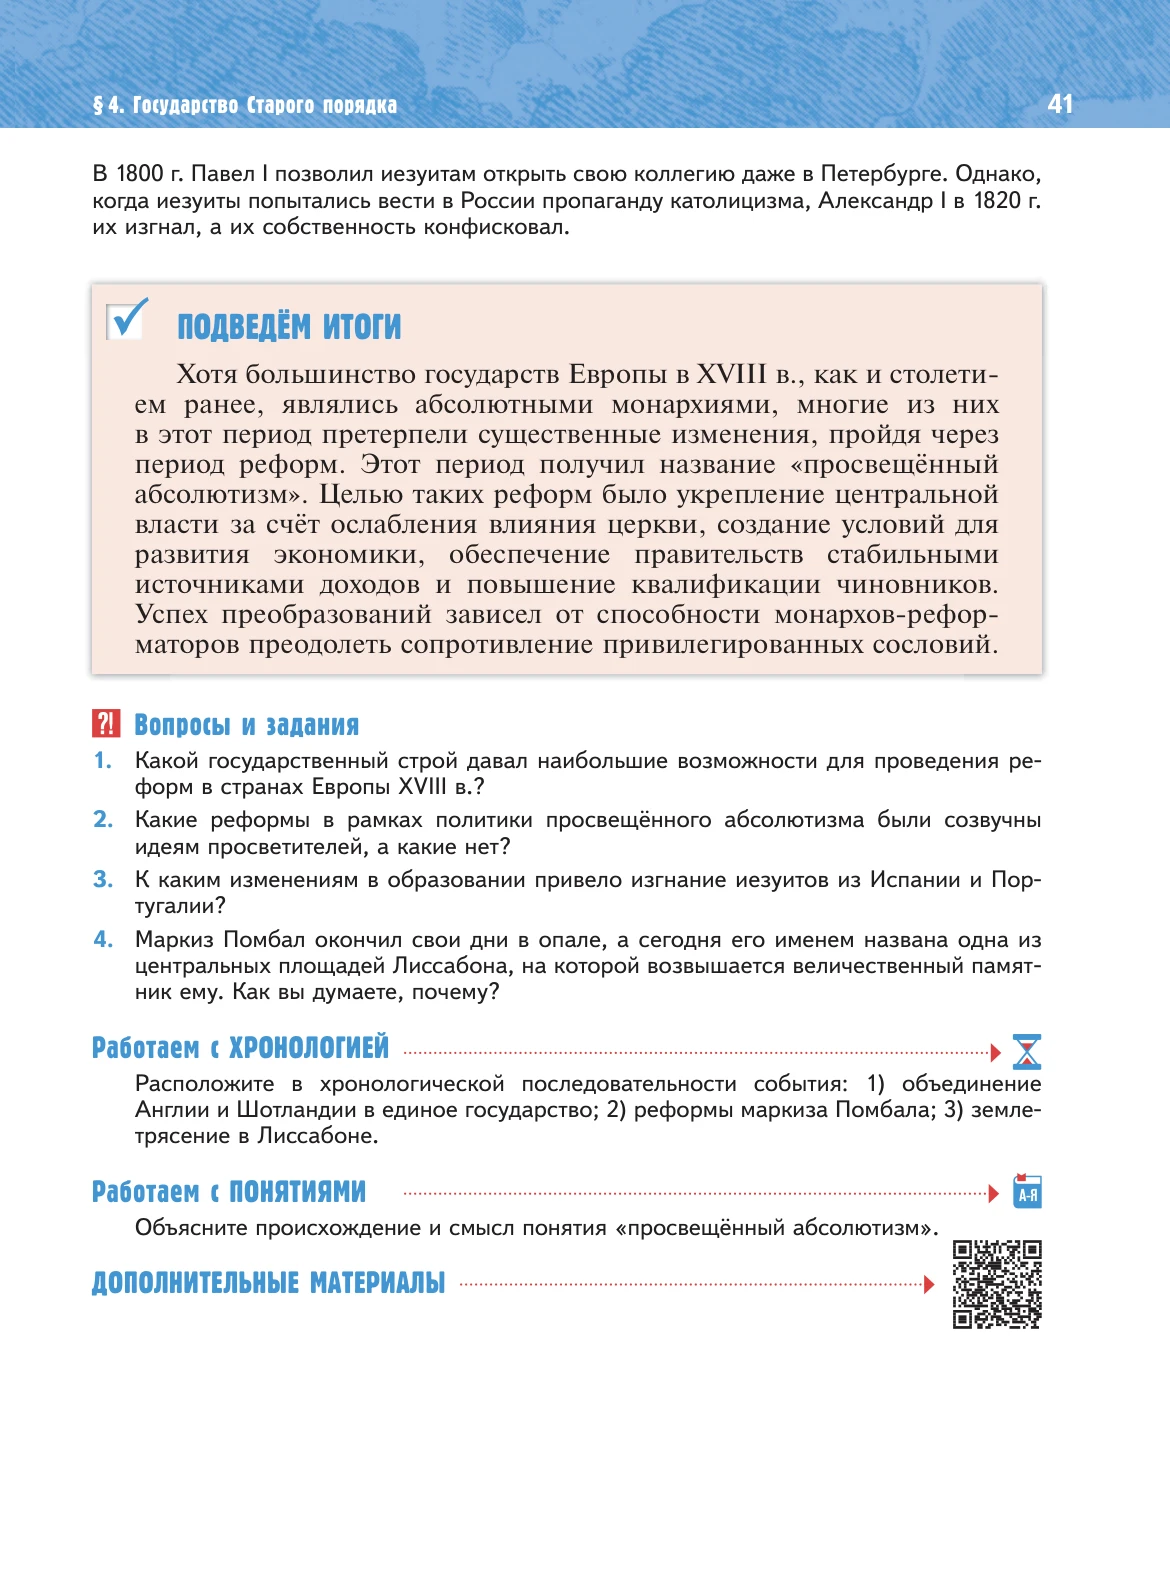 § 4. Государство Старого порядка
41
В 1800 г. Павел I позволил иезуитам открыть свою коллегию даже в Петербурге. Однако,
когда иезуиты попытались вести в России пропаганду католицизма, Александр I в 1820 г.
их изгнал, а их собственность конфисковал.
ПОДВЕДЁМ ИТОГИ
Хотя большинство государств Европы в XVIII в., как и столети-
ем ранее, являлись абсолютными монархиями, многие из них
в этот период претерпели существенные изменения, пройдя через
период реформ. Этот период получил название «просвещённый
абсолютизм». Целью таких реформ было укрепление центральной
власти за счёт ослабления влияния церкви, создание условий для
развития экономики, обеспечение правительств стабильными
источниками доходов и повышение квалификации чиновников.
Успех преобразований зависел от способности монархов-рефор-
маторов преодолеть сопротивление привилегированных сословий.
?! Вопросы и задания
1. Какой государственный строй давал наибольшие возможности для проведения ре-
форм в странах Европы XVIII в.?
2. Какие реформы в рамках политики просвещённого абсолютизма были созвучны
идеям просветителей, а какие нет?
3. К каким изменениям в образовании привело изгнание иезуитов из Испании и Пор-
тугалии?
4. Маркиз Помбал окончил свои дни в опале, а сегодня его именем названа одна из
центральных площадей Лиссабона, на которой возвышается величественный памят-
ник ему. Как вы думаете, почему?
Работаем с ХРОНОЛОГИЕЙ
Расположите в хронологической последовательности события: 1) объединение
Англии и Шотландии в единое государство; 2) реформы маркиза Помбала; 3) земле-
трясение в Лиссабоне.
Работаем с ПОНЯТИЯМИ
А-Я
Объясните происхождение и смысл понятия «просвещённый абсолютизм».
ДОПОЛНИТЕЛЬНЫЕ МАТЕРИАЛЫ